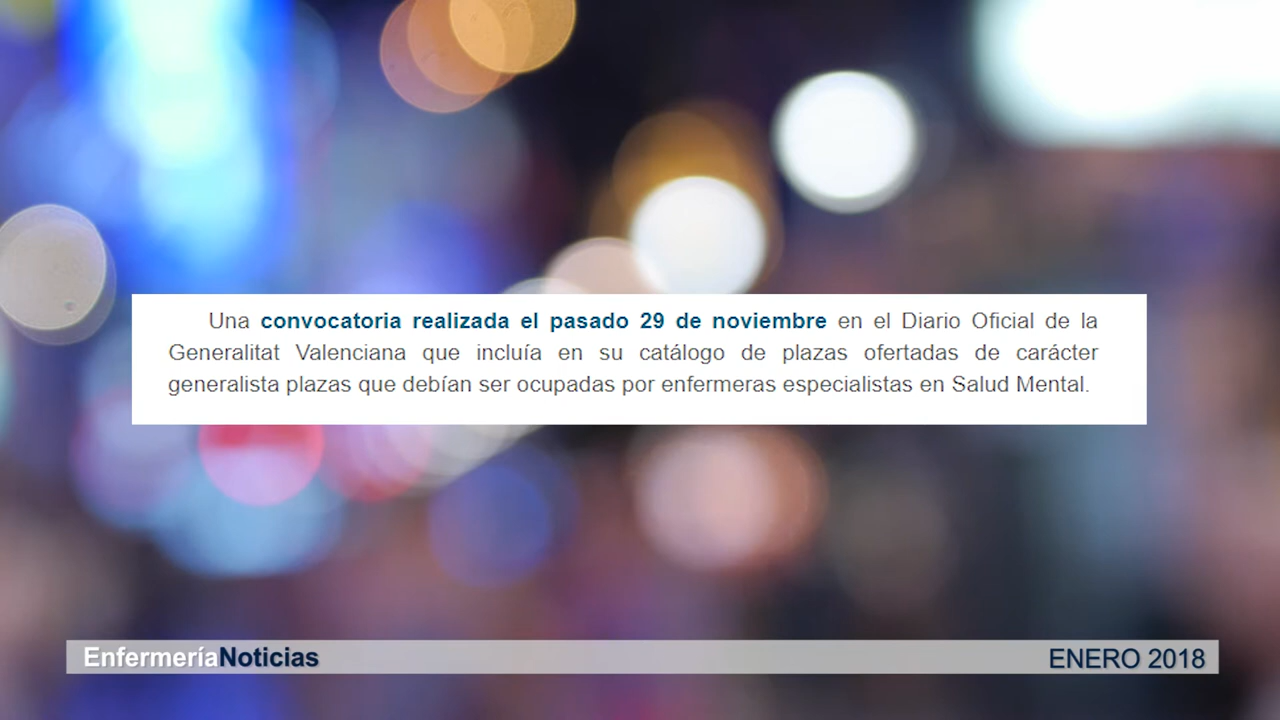 Una convocatoria realizada el pasado 29 de noviembre en el Diario Oficial de la
Generalitat Valenciana que incluía en su catálogo de plazas ofertadas de carácter
generalista plazas que debían ser ocupadas por enfermeras especialistas en Salud Mental.
EnfermeríaNoticias
ENERO 2018